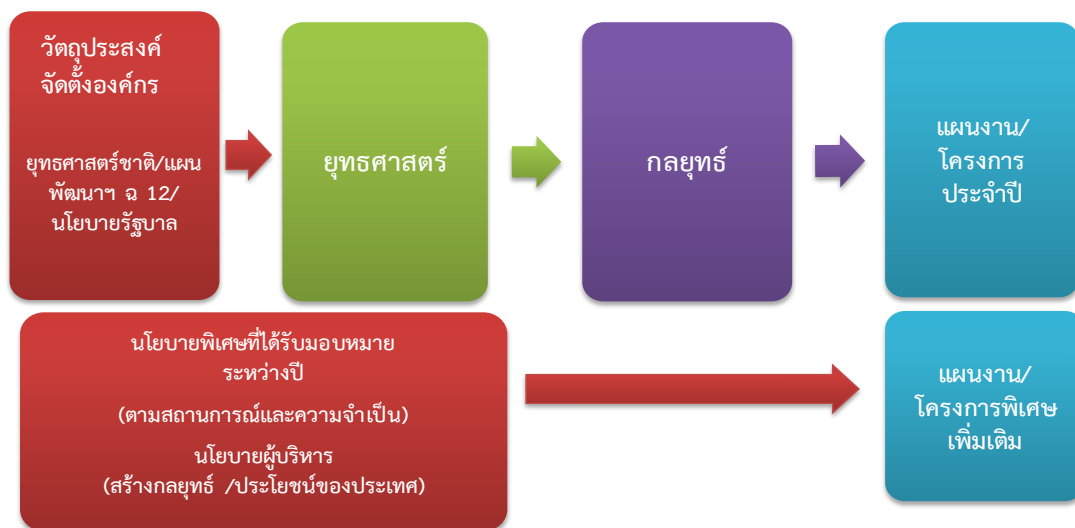 วัตถุประสงค์
จัดตั้งองค์กร
ยุทธศาสตร์ชาติ/แผน
พัฒนาฯ ฉ 12/
นโยบายรัฐบาล
ยุทธศาสตร์
กลยุทธ์
แผนงาน/
โครงการ
ประจำปี
นโยบายพิเศษที่ได้รับมอบหมาย
ระหว่างปี
(ตามสถานการณ์และความจำเป็น)
นโยบายผู้บริหาร
(สร้างกลยุทธ์ /ประโยชน์ของประเทศ)
แผนงาน/
โครงการพิเศษ
เพิ่มเติม